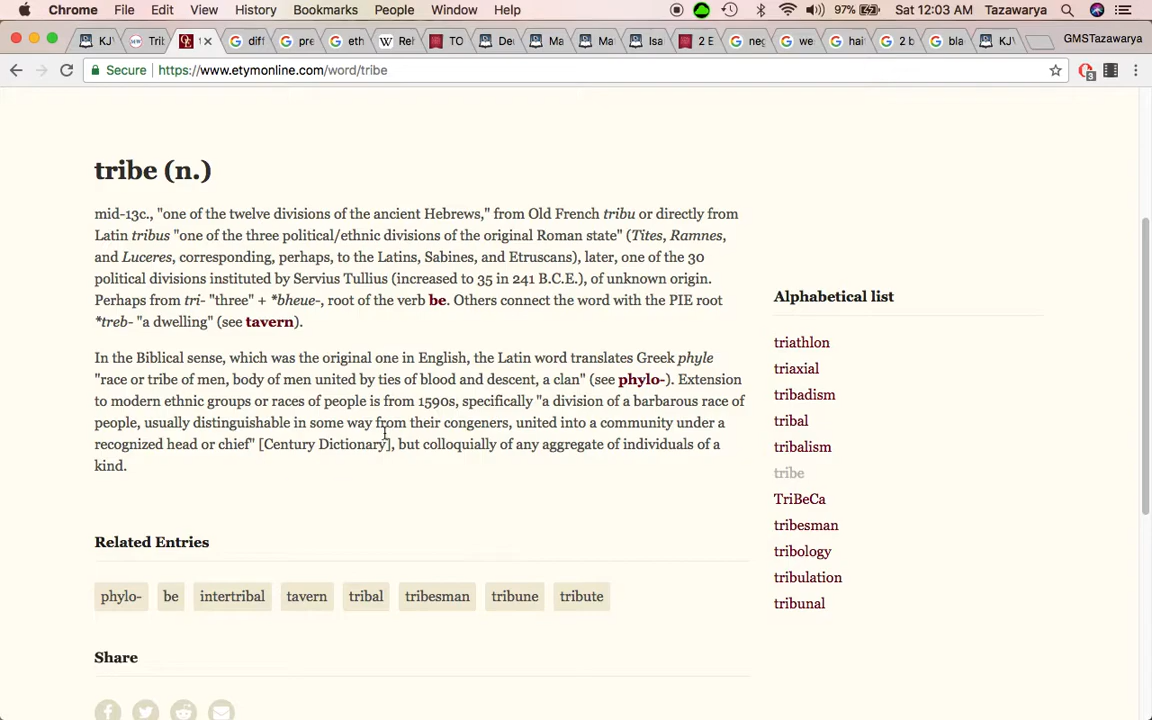 Chrome File Edit View History Bookmarks People Window Help 97% Sat 12:03 AM Tazawarya
KJV Trib diff pre eth Reh TO De Ma Ma Isa 2 E neg we hai 2 b bla KJV GMSTazawarya
Secure https://www.etymonline.com/word/tribe 3
tribe (n.)
mid-13c., "one of the twelve divisions of the ancient Hebrews," from Old French tribu or directly from
Latin tribus "one of the three political/ethnic divisions of the original Roman state" (Tites, Ramnes,
and Luceres, corresponding, perhaps, to the Latins, Sabines, and Etruscans), later, one of the 30
political divisions instituted by Servius Tullius (increased to 35 in 241 B.C.E.), of unknown origin.
Perhaps from tri- "three" + *bheue-, root of the verb be. Others connect the word with the PIE root
*treb- "a dwelling" (see tavern).
In the Biblical sense, which was the original one in English, the Latin word translates Greek phyle
"race or tribe of men, body of men united by ties of blood and descent, a clan" (see phylo-). Extension
to modern ethnic groups or races of people is from 1590s, specifically "a division of a barbarous race of
people, usually distinguishable in some way from their congeners, united into a community under a
recognized head or chief" [Century Dictionary], but colloquially of any aggregate of individuals of a
kind.
Related Entries
phylo- be intertribal tavern tribal tribesman tribune tribute
Share
Alphabetical list
triathlon
triaxial
tribadism
tribal
tribalism
tribe
TriBeCa
tribesman
tribology
tribulation
tribunal